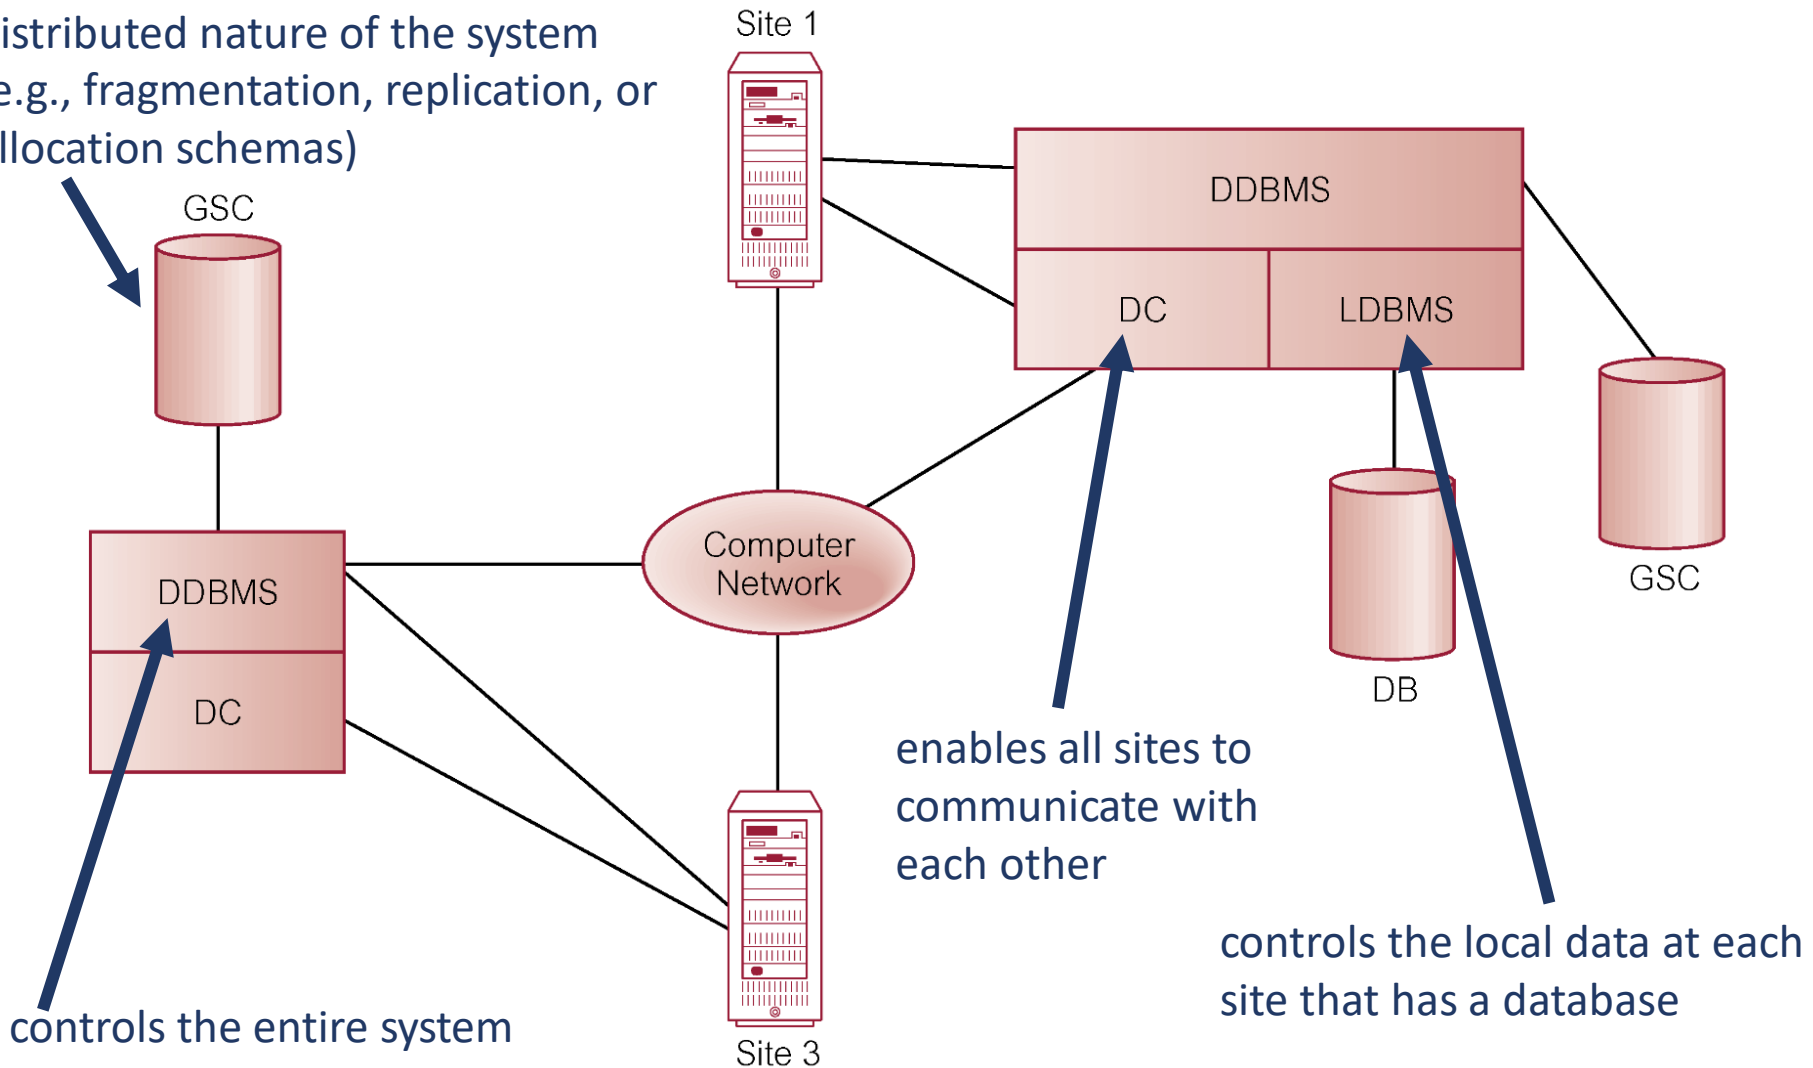 istributed nature of the system
e.g., fragmentation, replication, or
llocation schemas)
Site 1
GSC
DDBMS
DC
LDBMS
GSC
DB
Computer
Network
DDBMS
DC
enables all sites to
communicate with
each other
controls the local data at each
site that has a database
controls the entire system
Site 3